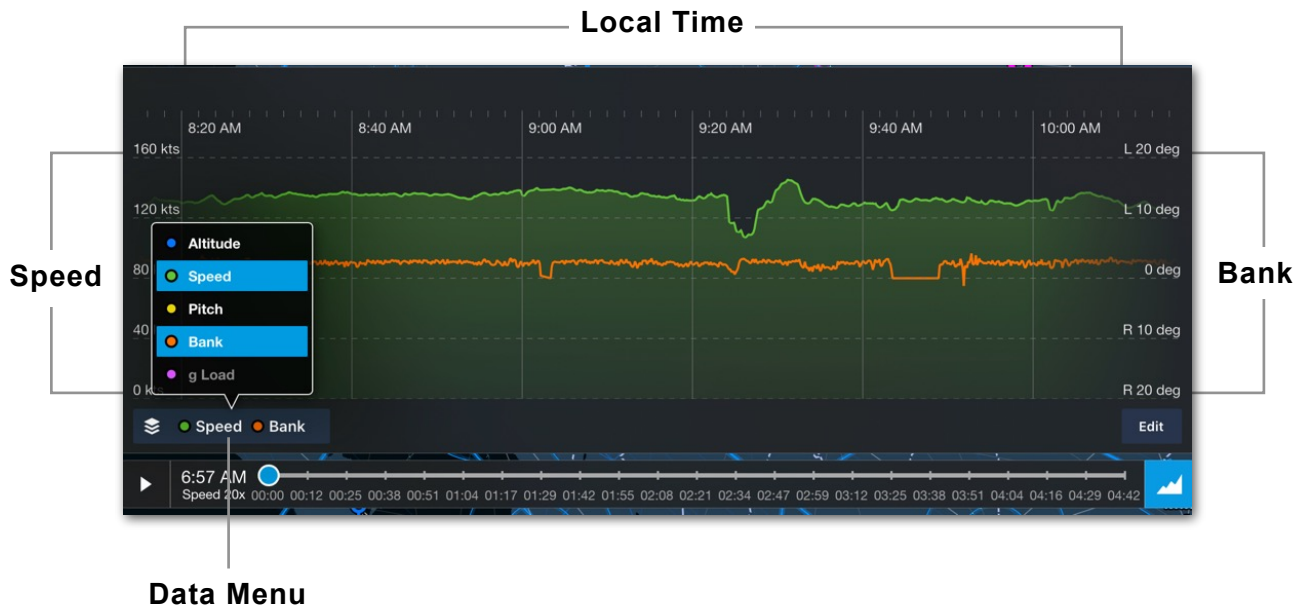 Local Time
8:20 AM 8:40 AM 9:00 AM 9:20 AM 9:40 AM 10:00 AM
160 kts L 20 deg
120 kts L 10 deg
Altitude
Speed 80 Speed 0 deg Bank
Pitch
40 R 10 deg
Bank
g Load
0 kts R 20 deg
Speed Bank Edit
6:57 AM
Speed 20x 00:00 00:12 00:25 00:38 00:51 01:04 01:17 01:29 01:42 01:55 02:08 02:21 02:34 02:47 02:59 03:12 03:25 03:38 03:51 04:04 04:16 04:29 04:42
Data Menu